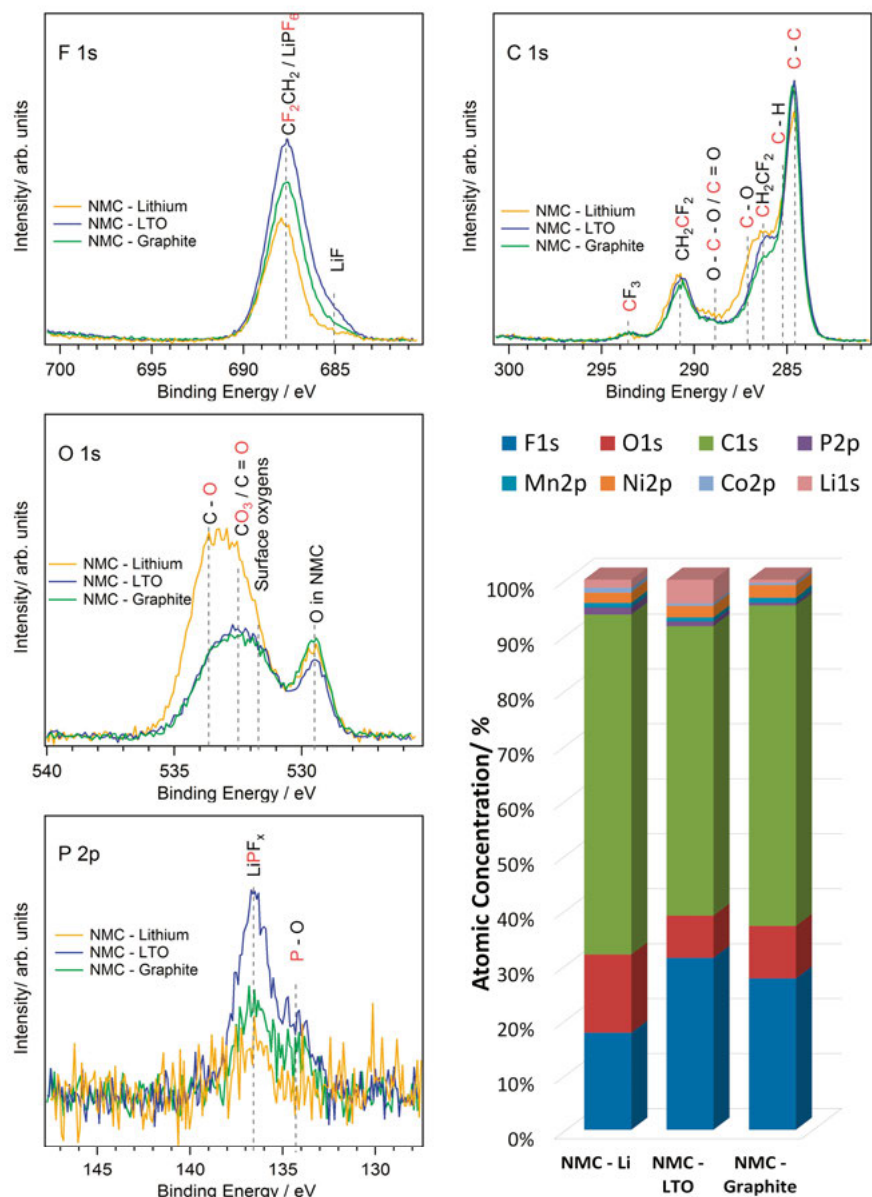 F 1s
CF₂CH₂ / LiPF₆
LiF
NMC - Lithium
NMC - LTO
NMC - Graphite
Intensity/ arb. units
700 695 690 685
Binding Energy / eV
C 1s
CF₃
CH₂CF₂
O - C - O / C = O
C - O
CH₂CF₂
C - H
C - C
NMC - Lithium
NMC - LTO
NMC - Graphite
Intensity/ arb. units
300 295 290 285
Binding Energy / eV
O 1s
C - O
CO₃ / C = O
Surface oxygens
O in NMC
NMC - Lithium
NMC - LTO
NMC - Graphite
Intensity/ arb. units
540 535 530
Binding Energy / eV
P 2p
LiPFₓ
P - O
NMC - Lithium
NMC - LTO
NMC - Graphite
Intensity/ arb. units
145 140 135 130
Binding Energy / eV
F1s O1s C1s P2p
Mn2p Ni2p Co2p Li1s
Atomic Concentration/ %
100%
90%
80%
70%
60%
50%
40%
30%
20%
10%
0%
NMC - Li
NMC -
LTO
NMC -
Graphite